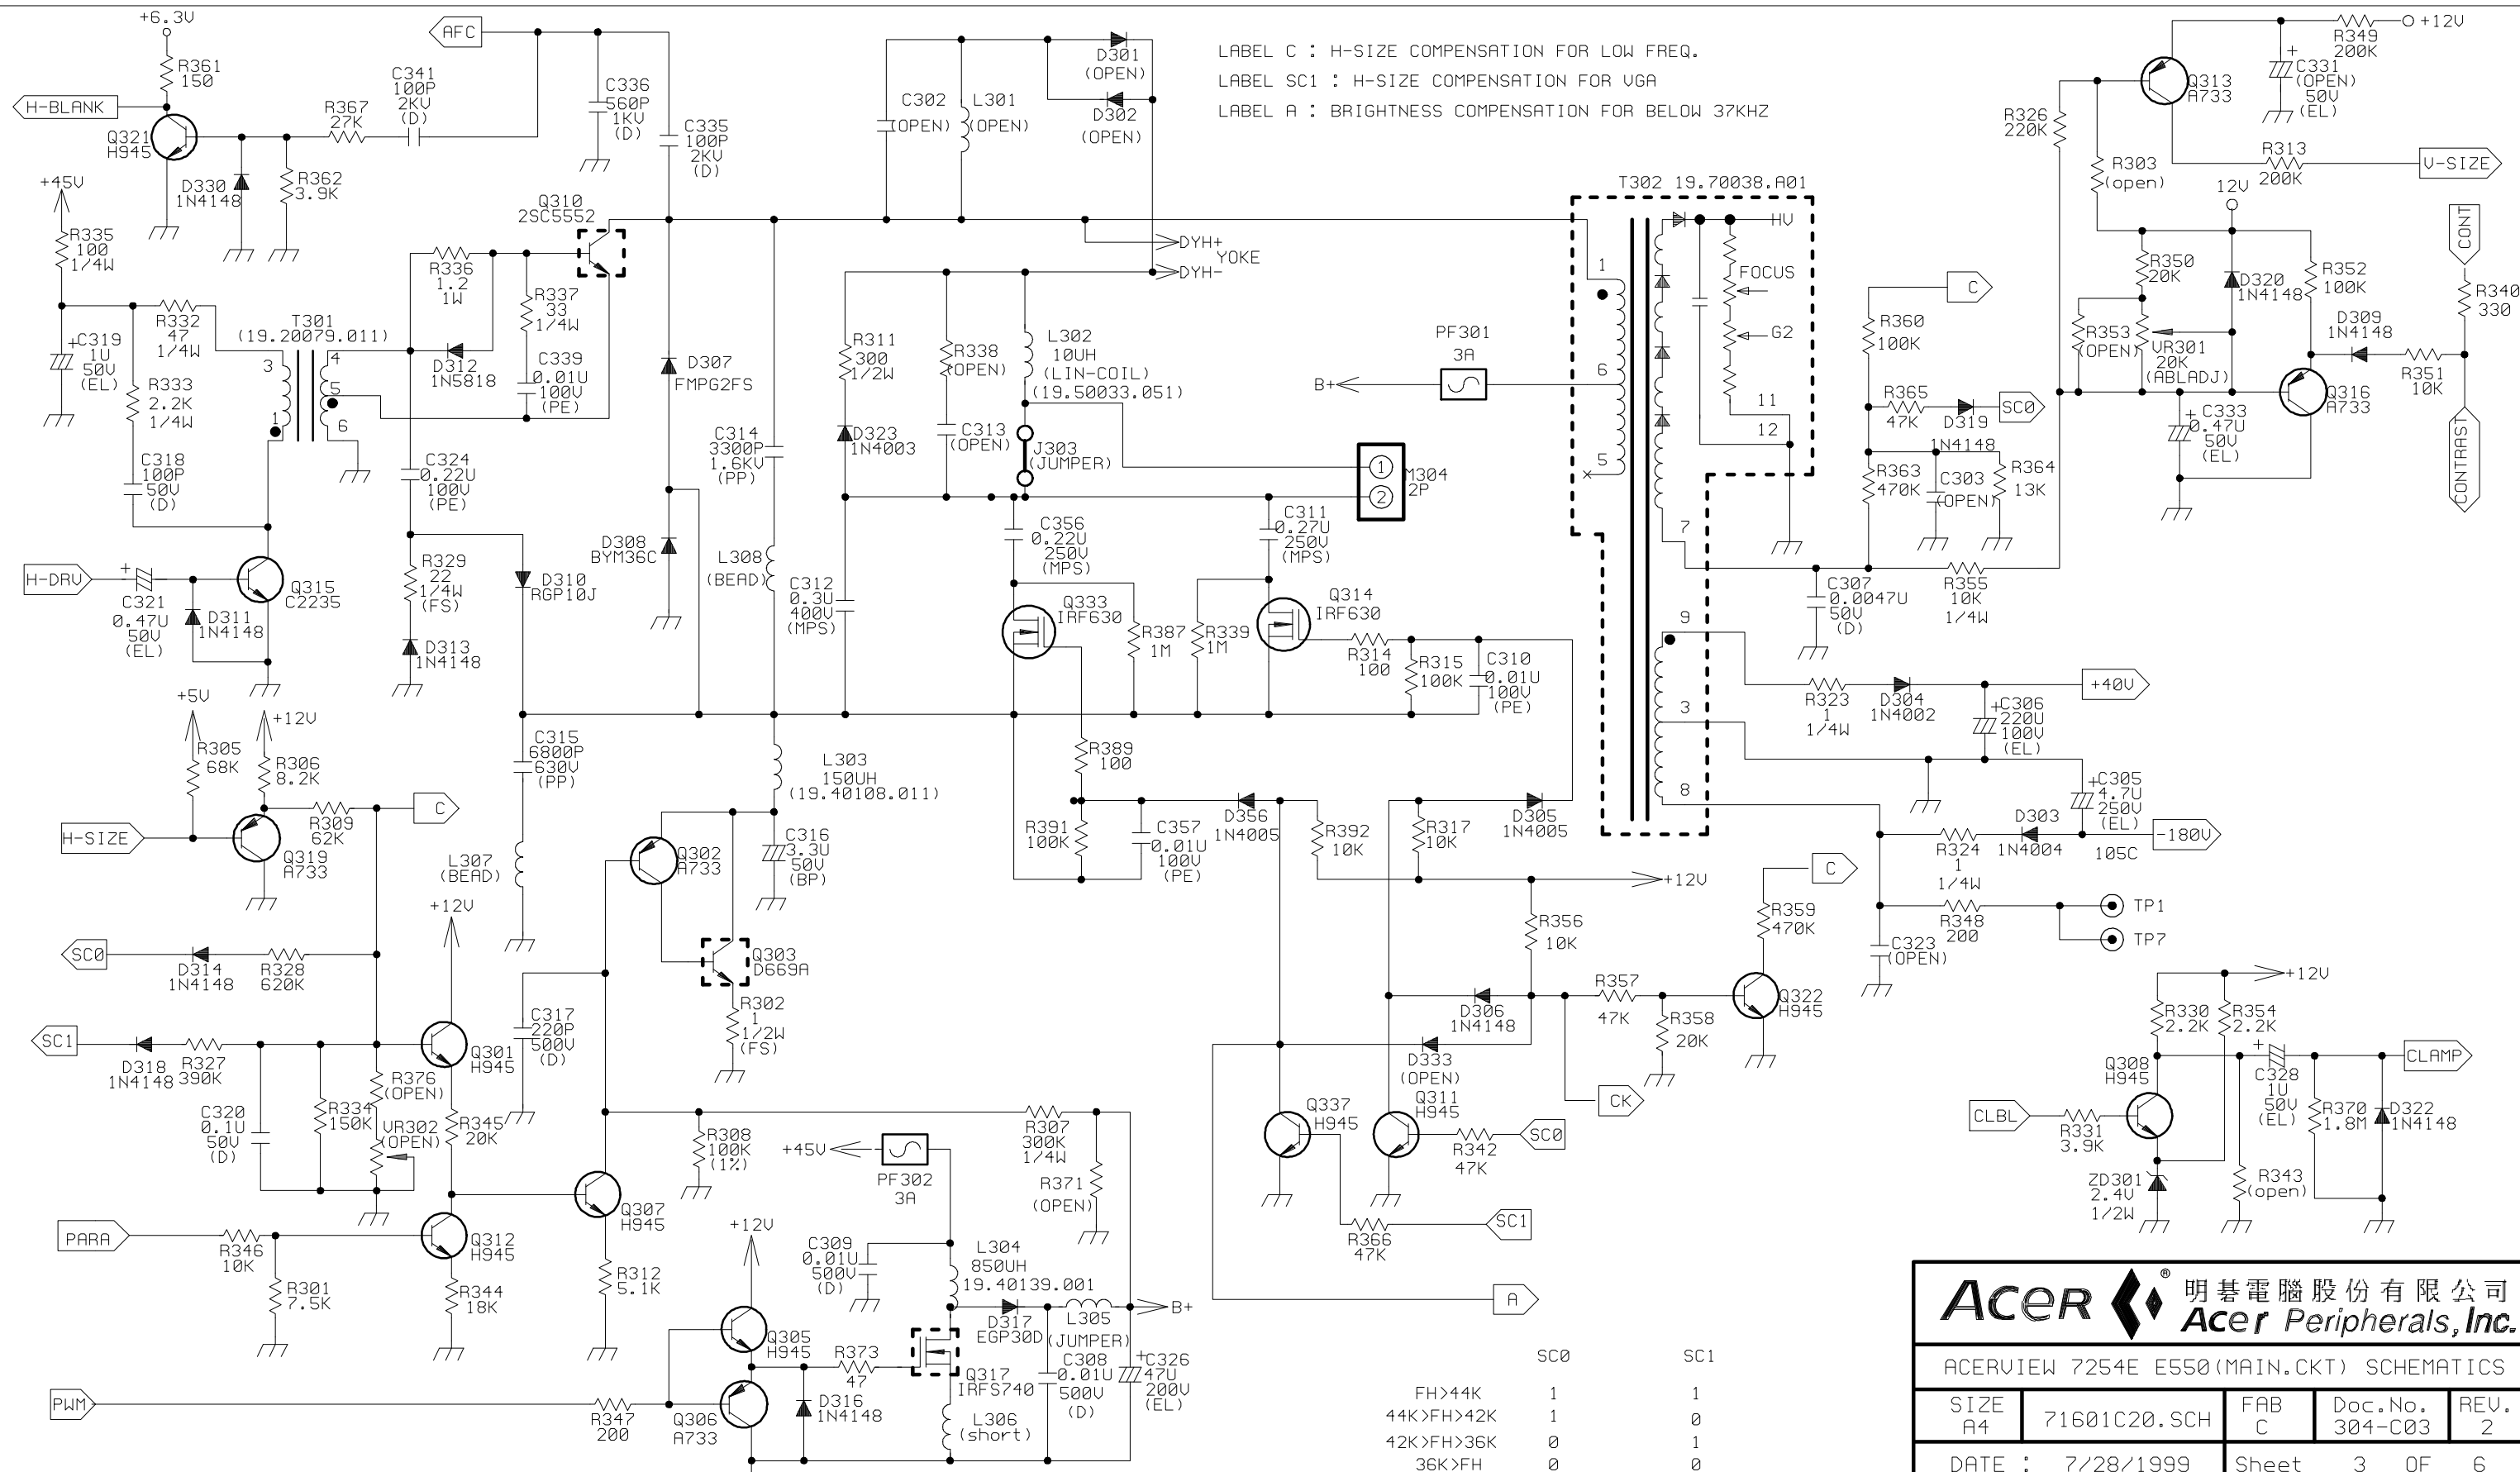 +6.3V
R361
150
H-BLANK
Q321
H945
AFC
C341
100P
2KV
(D)
R367
27K
D330
1N4148
R362
3.9K
C336
560P
1KV
(D)
C335
100P
2KV
(D)
C302
(OPEN)
L301
(OPEN)
D301
(OPEN)
D302
(OPEN)
LABEL C : H-SIZE COMPENSATION FOR LOW FREQ.
LABEL SC1 : H-SIZE COMPENSATION FOR VGA
LABEL A : BRIGHTNESS COMPENSATION FOR BELOW 37KHZ
R349
200K
+12V
Q313
A733
+
C331
(OPEN)
50V
(EL)
R326
220K
R303
(open)
R313
200K
V-SIZE
+45V
R335
100
1/4W
+
C319
1U
50V
(EL)
R332
47
1/4W
T301
(19.20079.011)
3
4
5
1
6
R333
2.2K
1/4W
C318
100P
50V
(D)
Q310
2SC5552
R336
1.2
1W
R337
33
1/4W
D312
1N5818
C339
0.01U
100V
(PE)
D307
FMPG2FS
C324
0.22U
100V
(PE)
C314
3300P
1.6KV
(PP)
DYH+
YOKE
DYH-
R311
300
1/2W
R338
(OPEN)
L302
10UH
(LIN-COIL)
(19.50033.051)
D323
1N4003
C313
(OPEN)
J303
(JUMPER)
1
2
M304
2P
PF301
3A
B+
T302 19.70038.A01
1
6
5
HV
FOCUS
G2
11
12
7
9
3
8
C
R360
100K
R365
47K
D319
1N4148
SC0
R363
470K
C303
(OPEN)
R364
13K
12V
R350
20K
D320
1N4148
R352
100K
R353
(OPEN)
VR301
20K
(ABLADJ)
D309
1N4148
R351
10K
CONT
R340
330
CONTRAST
Q316
A733
+
C333
0.47U
50V
(EL)
H-DRV
+
C321
0.47U
50V
(EL)
D311
1N4148
Q315
C2235
R329
22
1/4W
(FS)
D313
1N4148
D310
RGP10J
D308
BYM36C
L308
(BEAD)
C312
0.3U
400V
(MPS)
C356
0.22U
250V
(MPS)
C311
0.27U
250V
(MPS)
Q333
IRF630
R387
1M
R339
1M
Q314
IRF630
R314
100
R315
100K
C310
0.01U
100V
(PE)
C307
0.0047U
50V
(D)
R355
10K
1/4W
R323
1
1/4W
D304
1N4002
+40V
+
C306
220U
100V
(EL)
+
C305
4.7U
250V
(EL)
D303
1N4004
R324
1
1/4W
105C
-180V
R348
200
TP1
TP7
C323
(OPEN)
+5V
R305
68K
+12V
R306
8.2K
H-SIZE
Q319
A733
R309
62K
C
C315
6800P
630V
(PP)
L307
(BEAD)
L303
150UH
(19.40108.011)
Q302
A733
C316
3.3U
50V
(BP)
R389
100
R391
100K
C357
0.01U
100V
(PE)
D356
1N4005
R392
10K
R317
10K
D305
1N4005
+12V
C
R359
470K
R356
10K
SC0
D314
1N4148
R328
620K
+12V
SC1
D318
1N4148
R327
390K
Q301
H945
C317
220P
500V
(D)
Q303
D669A
R302
1
1/2W
(FS)
C320
0.1U
50V
(D)
R334
150K
R376
(OPEN)
VR302
(OPEN)
R345
20K
D306
1N4148
D333
(OPEN)
R357
47K
R358
20K
Q322
H945
CK
Q337
H945
Q311
H945
R342
47K
SC0
R366
47K
SC1
A
+12V
R330
2.2K
R354
2.2K
Q308
H945
+
C328
1U
50V
(EL)
CLAMP
CLBL
R331
3.9K
R370
1.8M
D322
1N4148
ZD301
2.4V
1/2W
R343
(open)
PARA
R346
10K
R301
7.5K
Q312
H945
R344
18K
Q307
H945
R312
5.1K
R308
100K
(1%)
R307
300K
1/4W
R371
(OPEN)
+45V
PF302
3A
C309
0.01U
500V
(D)
L304
850UH
19.40139.001
D317
EGP30D
L305
(JUMPER)
B+
+12V
Q305
H945
R373
47
Q317
IRFS740
C308
0.01U
500V
(D)
+
C326
47U
200V
(EL)
L306
(short)
PWM
R347
200
Q306
A733
D316
1N4148
SC0 SC1
FH>44K 1 1
44K>FH>42K 1 0
42K>FH>36K 0 1
36K>FH 0 0
Acer ® 明碁電腦股份有限公司
Acer Peripherals, Inc.
ACERVIEW 7254E E550(MAIN.CKT) SCHEMATICS
SIZE
A4
71601C20.SCH
FAB
C
Doc.No.
304-C03
REV.
2
DATE : 7/28/1999
Sheet 3 OF 6